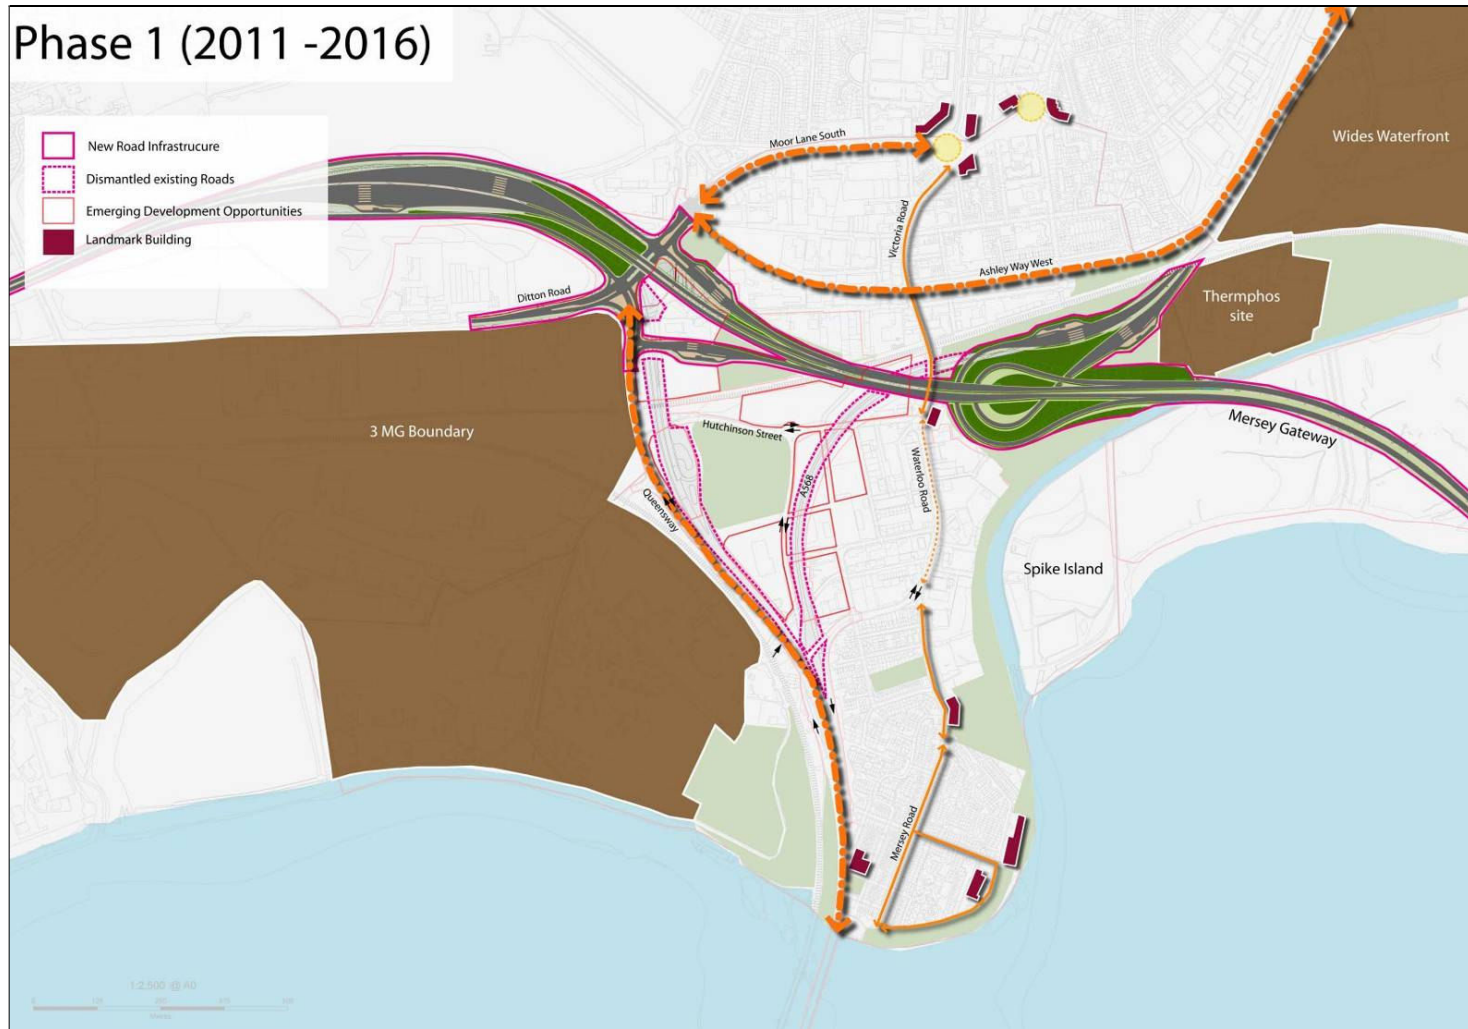 Phase 1 (2011 -2016)
New Road Infrastrucure
Dismantled existing Roads
Emerging Development Opportunities
Landmark Building
Moor Lane South
Wides Waterfront
Victoria Road
Ashley Way West
Ditton Road
Thermphos
site
Mersey Gateway
3 MG Boundary
Hutchinson Street
Waterloo Road
A568
Queensway
Spike Island
Mersey Road
1:2,500 @ A0